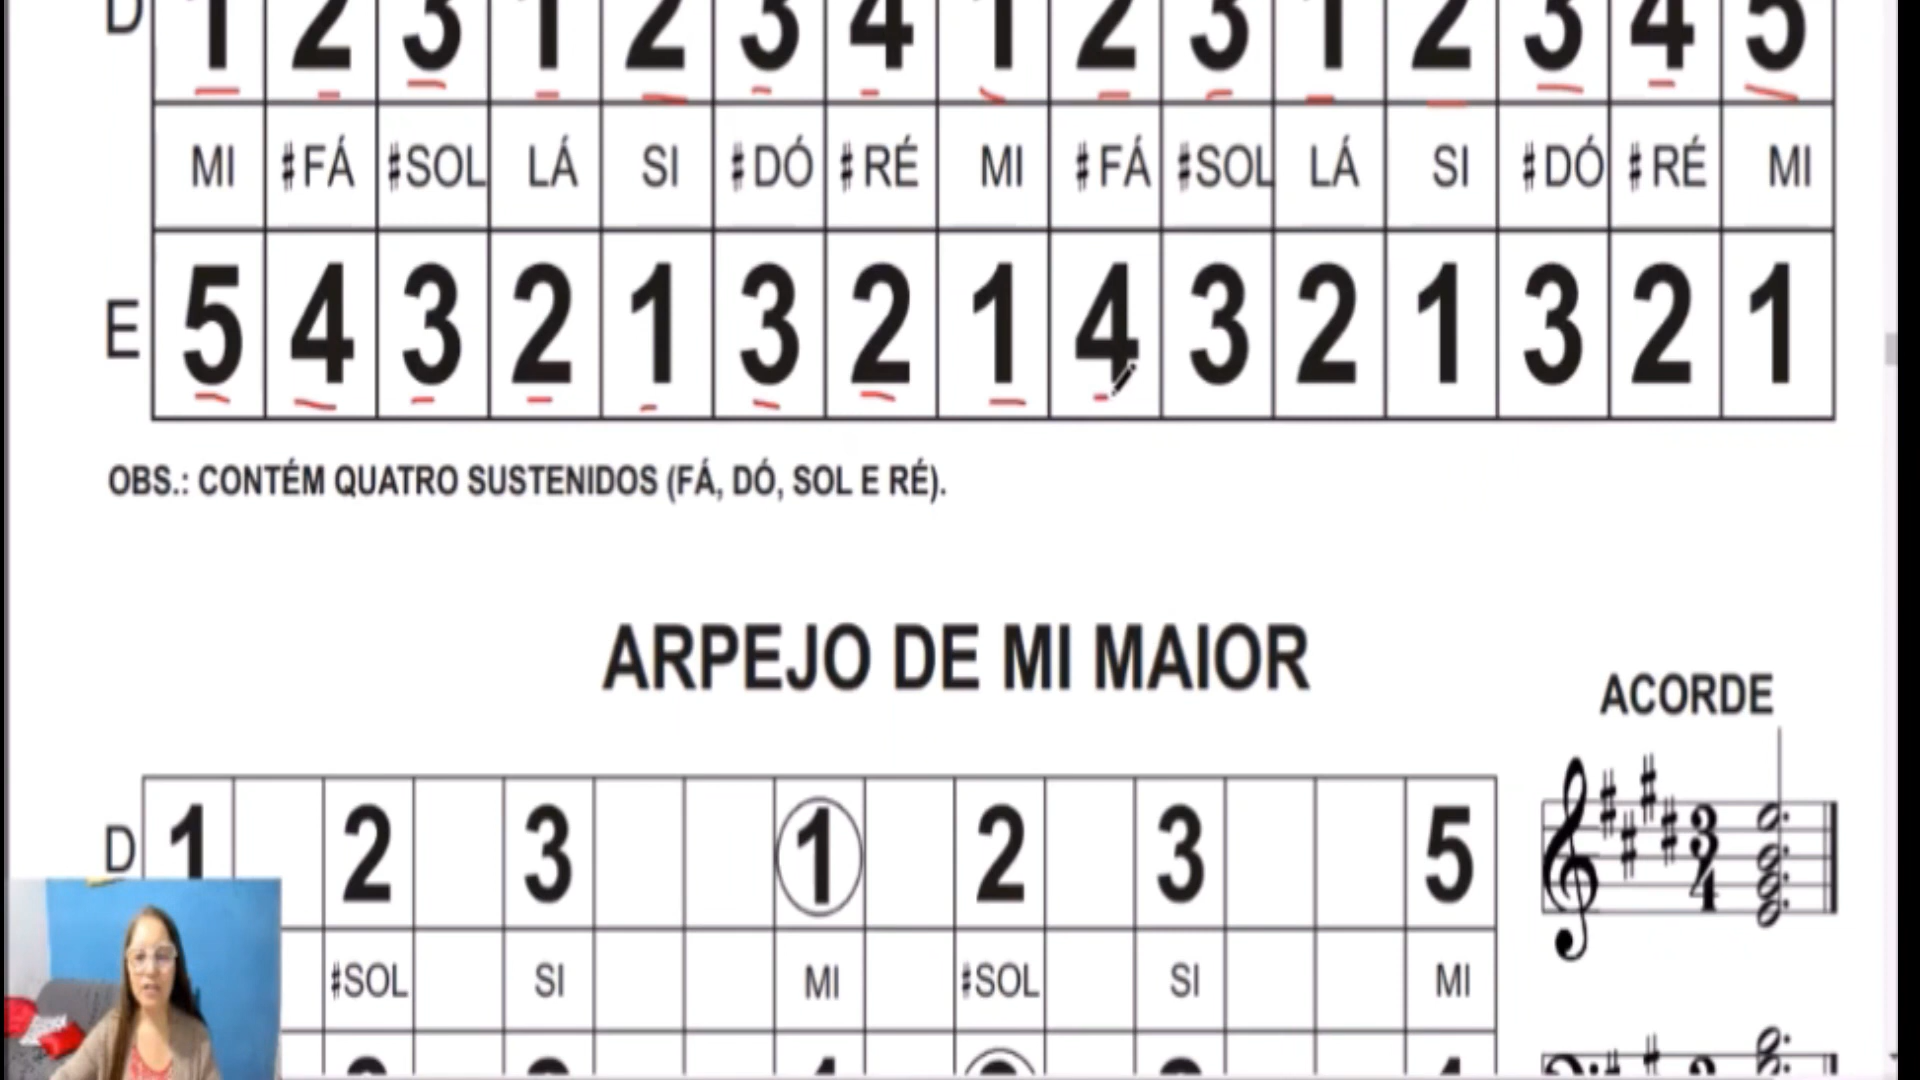 D 1 2 3 1 2 3 4 1 2 3 1 2 3 4 5
MI ♯FÁ ♯SOL LÁ SI ♯DÓ ♯RÉ MI ♯FÁ ♯SOL LÁ SI ♯DÓ ♯RÉ MI
E 5 4 3 2 1 3 2 1 4 3 2 1 3 2 1
OBS.: CONTÉM QUATRO SUSTENIDOS (FÁ, DÓ, SOL E RÉ).
ARPEJO DE MI MAIOR
ACORDE
D 1 2 3 1 2 3 5
3
4
♯SOL SI MI ♯SOL SI MI